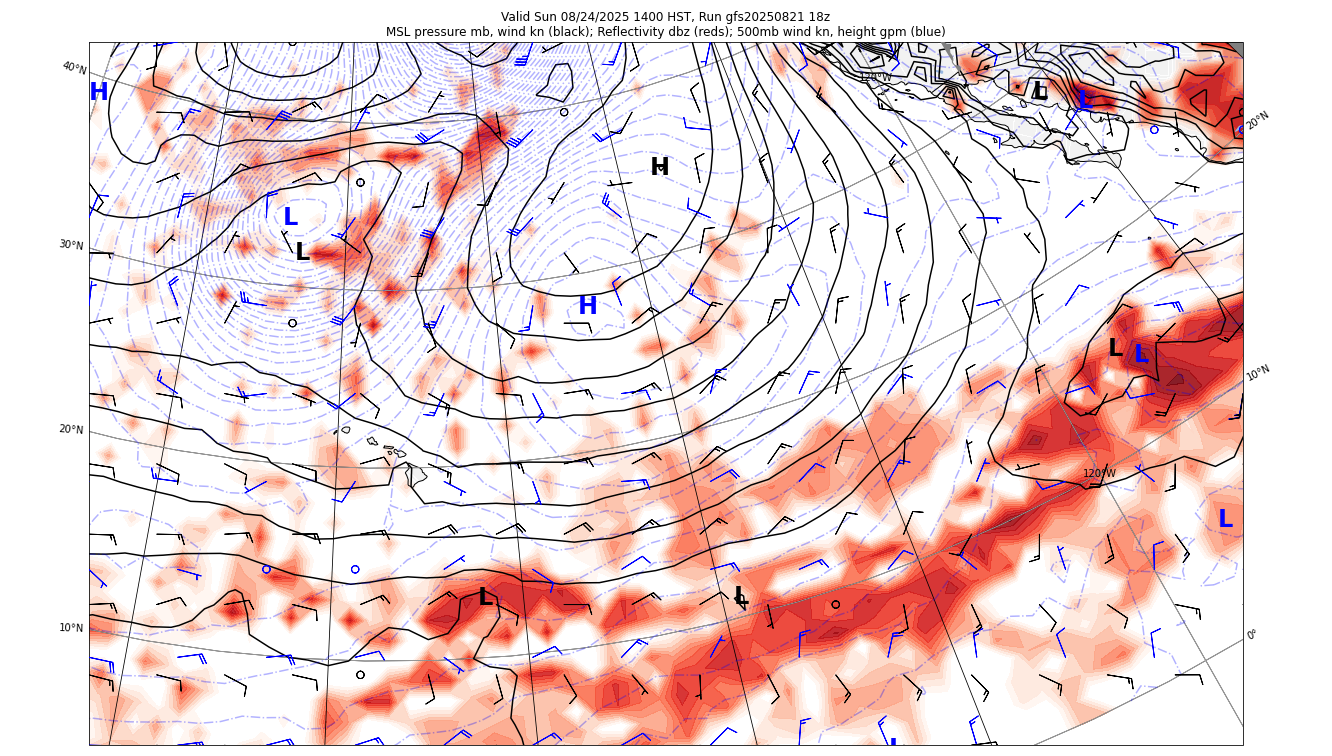 Valid Sun 08/24/2025 1400 HST, Run gfs20250821 18z
MSL pressure mb, wind kn (black); Reflectivity dbz (reds); 500mb wind kn, height gpm (blue)
40°N
H
L
L
20°N
H
L
30°N
L
H
L
L
10°N
20°N
120°W
L
L
L
10°N
0°
L